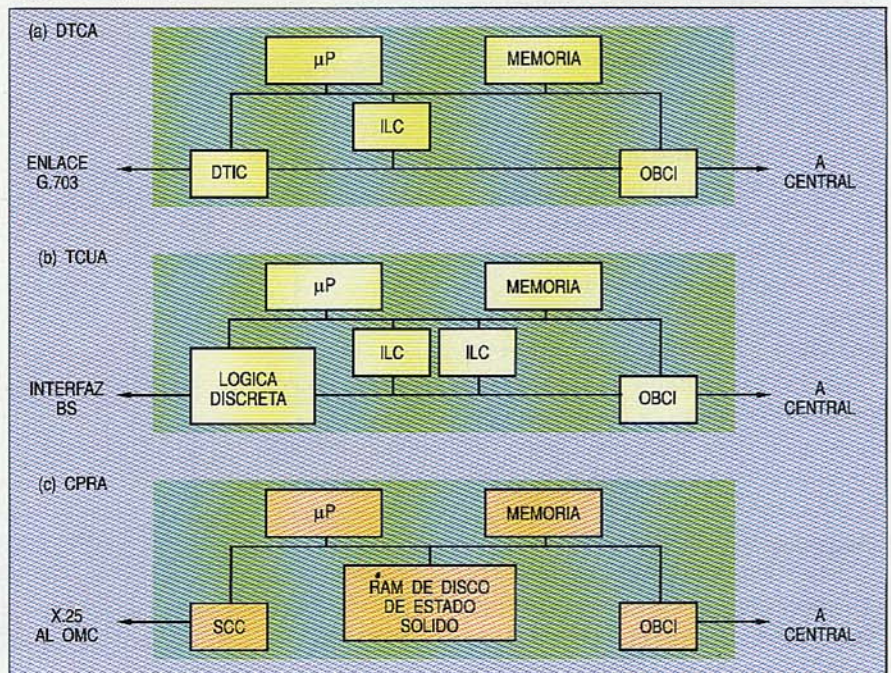 (a) DTCA
µP
MEMORIA
ILC
ENLACE
G.703
DTIC
OBCI
A
CENTRAL
(b) TCUA
µP
MEMORIA
ILC
ILC
INTERFAZ
BS
LOGICA
DISCRETA
OBCI
A
CENTRAL
(c) CPRA
µP
MEMORIA
RAM DE DISCO
DE ESTADO
SOLIDO
X.25
AL OMC
SCC
OBCI
A
CENTRAL